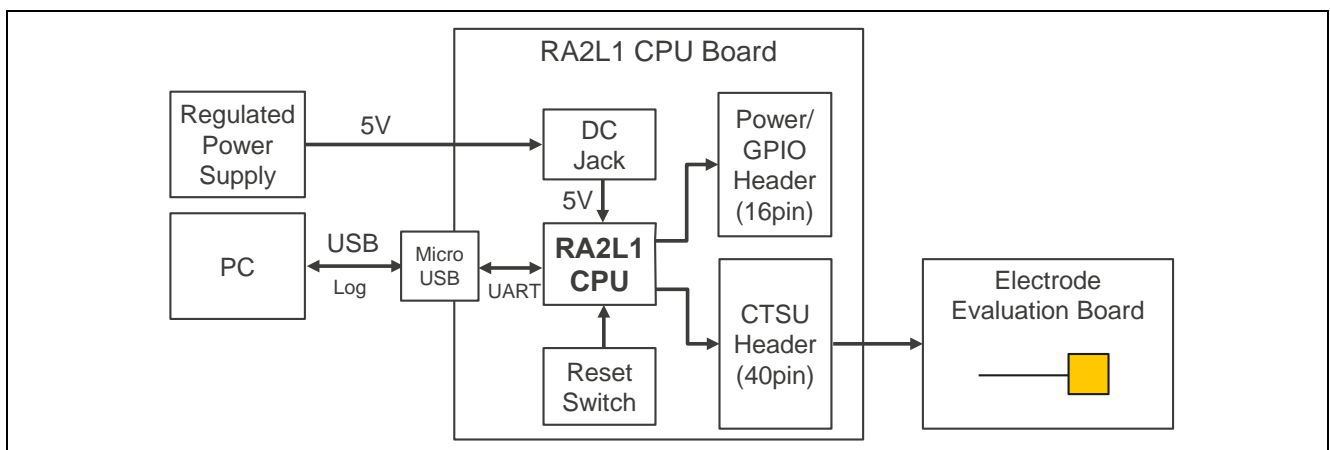 RA2L1 CPU Board
Regulated
Power
Supply
5V
DC
Jack
5V
Power/
GPIO
Header
(16pin)
PC
USB
Log
Micro
USB
UART
RA2L1
CPU
Reset
Switch
CTSU
Header
(40pin)
Electrode
Evaluation Board